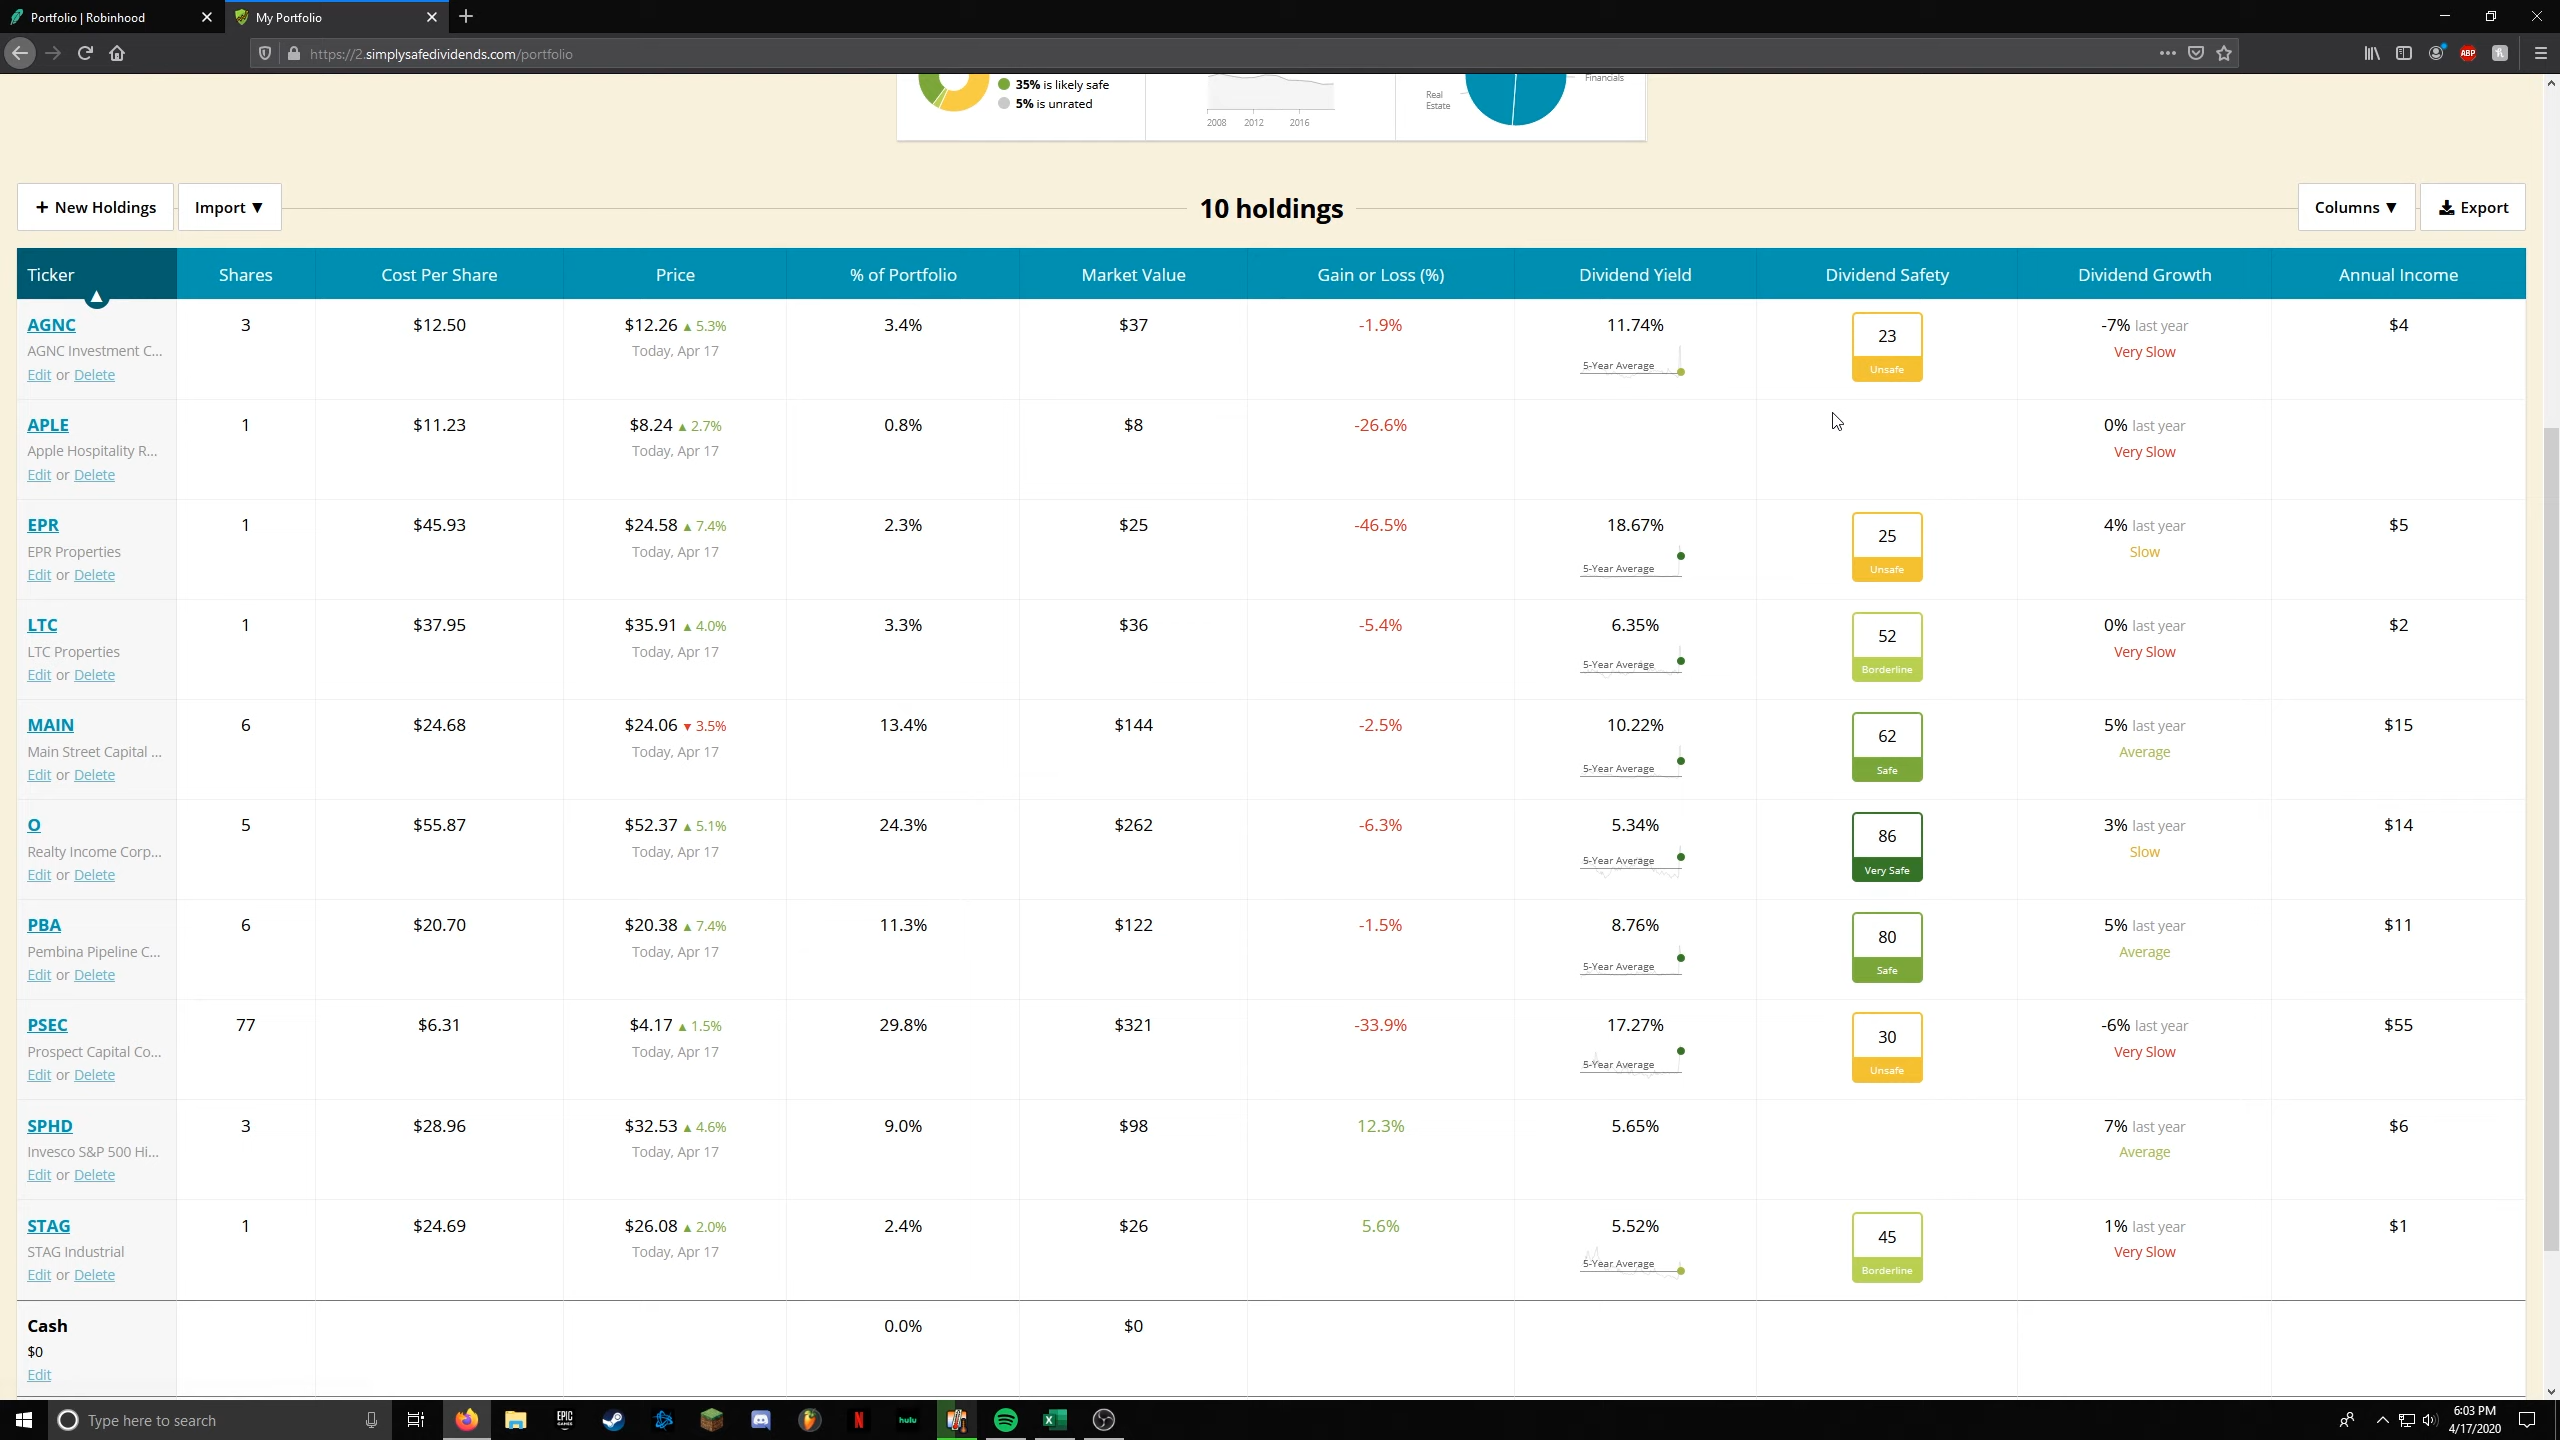 Portfolio | Robinhood
My Portfolio
https://2.simplysafedividends.com/portfolio
ABP
35% is likely safe
5% is unrated
2008 2012 2016
Real
Estate
Financials
+ New Holdings
Import ▼
10 holdings
Columns ▼
Export
Ticker Shares Cost Per Share Price % of Portfolio Market Value Gain or Loss (%) Dividend Yield Dividend Safety Dividend Growth Annual Income
AGNC 3 $12.50 $12.26 ▲ 5.3% 3.4% $37 -1.9% 11.74% 23 -7% last year $4
AGNC Investment C... Today, Apr 17 5-Year Average Unsafe Very Slow
Edit or Delete
APLE 1 $11.23 $8.24 ▲ 2.7% 0.8% $8 -26.6% 0% last year
Apple Hospitality R... Today, Apr 17 Very Slow
Edit or Delete
EPR 1 $45.93 $24.58 ▲ 7.4% 2.3% $25 -46.5% 18.67% 25 4% last year $5
EPR Properties Today, Apr 17 5-Year Average Unsafe Slow
Edit or Delete
LTC 1 $37.95 $35.91 ▲ 4.0% 3.3% $36 -5.4% 6.35% 52 0% last year $2
LTC Properties Today, Apr 17 5-Year Average Borderline Very Slow
Edit or Delete
MAIN 6 $24.68 $24.06 ▼ 3.5% 13.4% $144 -2.5% 10.22% 62 5% last year $15
Main Street Capital ... Today, Apr 17 5-Year Average Safe Average
Edit or Delete
O 5 $55.87 $52.37 ▲ 5.1% 24.3% $262 -6.3% 5.34% 86 3% last year $14
Realty Income Corp... Today, Apr 17 5-Year Average Very Safe Slow
Edit or Delete
PBA 6 $20.70 $20.38 ▲ 7.4% 11.3% $122 -1.5% 8.76% 80 5% last year $11
Pembina Pipeline C... Today, Apr 17 5-Year Average Safe Average
Edit or Delete
PSEC 77 $6.31 $4.17 ▲ 1.5% 29.8% $321 -33.9% 17.27% 30 -6% last year $55
Prospect Capital Co... Today, Apr 17 5-Year Average Unsafe Very Slow
Edit or Delete
SPHD 3 $28.96 $32.53 ▲ 4.6% 9.0% $98 12.3% 5.65% 7% last year $6
Invesco S&P 500 Hi... Today, Apr 17 Average
Edit or Delete
STAG 1 $24.69 $26.08 ▲ 2.0% 2.4% $26 5.6% 5.52% 45 1% last year $1
STAG Industrial Today, Apr 17 5-Year Average Borderline Very Slow
Edit or Delete
Cash 0.0% $0
$0
Edit
Type here to search
EPIC
GAMES
N
hulu
6:03 PM
4/17/2020